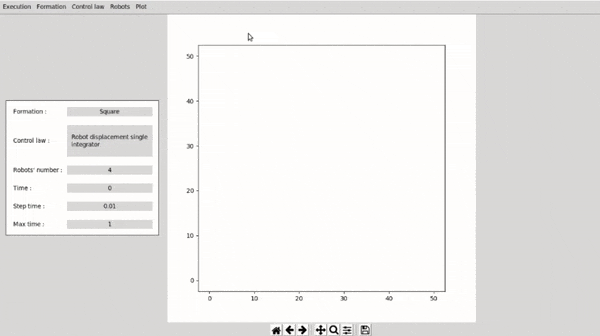 Execution Formation Control law Robots Plot
Formation : Square
Control law : Robot displacement single
integrator
Robots' number : 4
Time : 0
Step time : 0.01
Max time : 1
50
40
30
20
10
0
0 10 20 30 40 50